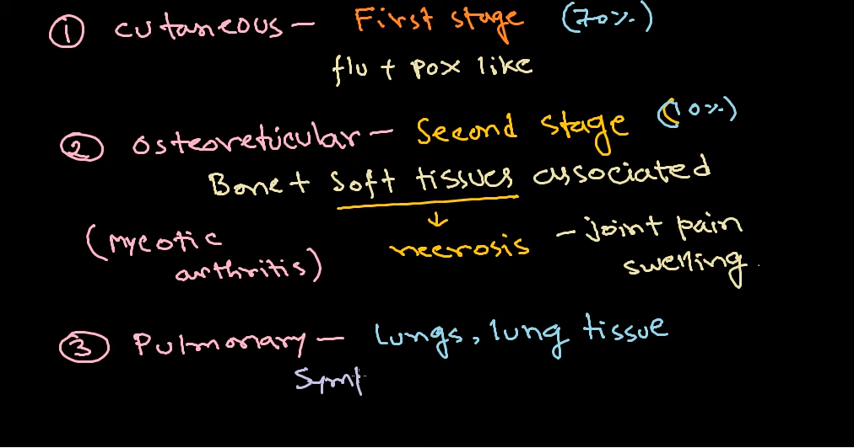 ① cutaneous – First stage (70%)
flu + pox like
② osteoreticular – Second stage (10%)
Bone + soft tissues associated
↓
(Mycotic arthritis) necrosis – joint pain swelling.
③ Pulmonary – Lungs, lung tissue
Symp